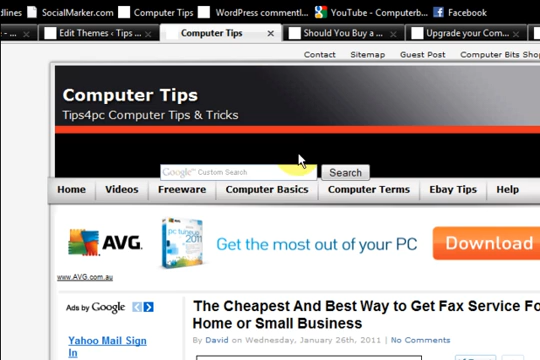 dlines SocialMarker.com Computer Tips WordPress commentl... YouTube - Computerb... Facebook
- ... Edit Themes ‹ Tips ... Computer Tips Should You Buy a ... Upgrade your Com...
Contact Sitemap Guest Post Computer Bits Sho
Computer Tips
Tips4pc Computer Tips & Tricks
Google Custom Search Search
Home Videos Freeware Computer Basics Computer Terms Ebay Tips Help
AVG. pc tuneup 2011 Get the most out of your PC Download
www.AVG.com.au
Ads by Google
The Cheapest And Best Way to Get Fax Service Fo
Home or Small Business
By David on Wednesday, January 26th, 2011 | No Comments
Yahoo Mail Sign
In